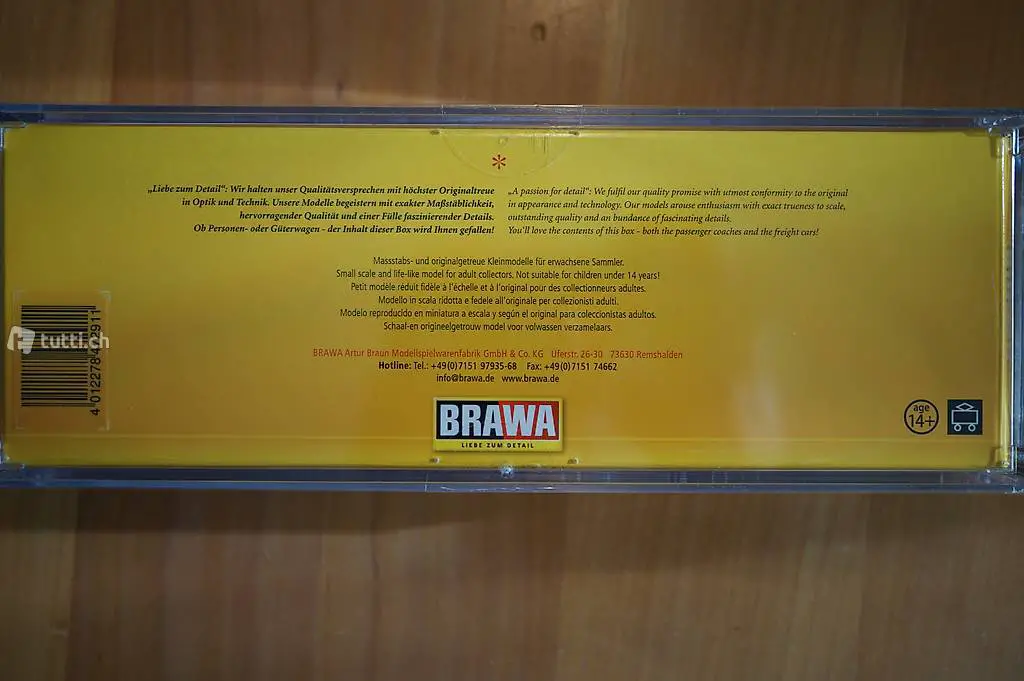 *
„Liebe zum Detail“: Wir halten unser Qualitätsversprechen mit höchster Originaltreue
in Optik und Technik. Unsere Modelle begeistern mit exakter Maßstäblichkeit,
hervorragender Qualität und einer Fülle faszinierender Details.
Ob Personen- oder Güterwagen - der Inhalt dieser Box wird Ihnen gefallen!
„A passion for detail“: We fulfil our quality promise with utmost conformity to the original
in appearance and technology. Our models arouse enthusiasm with exact trueness to scale,
outstanding quality and an bundance of fascinating details.
You'll love the contents of this box - both the passenger coaches and the freight cars!
Massstabs- und originalgetreue Kleinmodelle für erwachsene Sammler.
Small scale and life-like model for adult collectors. Not suitable for children under 14 years!
Petit modèle réduit fidèle à l'échelle et à l'original pour des collectionneurs adultes.
Modello in scala ridotta e fedele all'originale per collezionisti adulti.
Modelo reproducido en miniatura a escala y según el original para coleccionistas adultos.
Schaal-en origineelgetrouw model voor volwassen verzamelaars.
BRAWA Artur Braun Modellspielwarenfabrik GmbH & Co. KG Uferstr. 26-30 73630 Remshalden
Hotline: Tel.: +49(0)7151 97935-68 Fax: +49(0)7151 74662
info@brawa.de www.brawa.de
BRAWA
LIEBE ZUM DETAIL
age
14+
tutti.ch